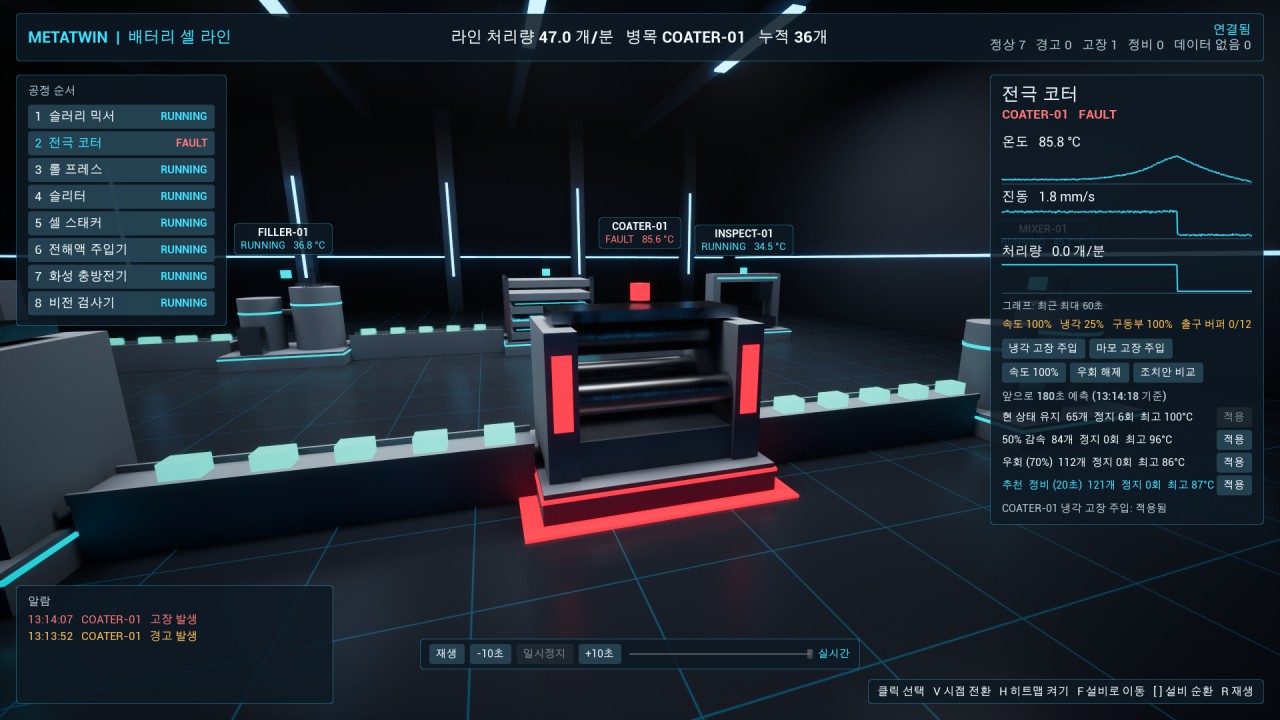 METATWIN | 배터리 셀 라인
라인 처리량 47.0 개/분 병목 COATER-01 누적 36개
연결됨
정상 7 경고 0 고장 1 정비 0 데이터 없음 0
공정 순서
1 슬러리 믹서 RUNNING
2 전극 코터 FAULT
3 롤 프레스 RUNNING
4 슬리터 RUNNING
5 셀 스태커 RUNNING
6 전해액 주입기 RUNNING
7 화성 충방전기 RUNNING
8 비전 검사기 RUNNING
FILLER-01
RUNNING 36.8 °C
COATER-01
FAULT 85.6 °C
INSPECT-01
RUNNING 34.5 °C
전극 코터
COATER-01 FAULT
온도 85.8 °C
진동 1.8 mm/s
MIXER-01
처리량 0.0 개/분
그래프: 최근 최대 60초
속도 100% 냉각 25% 구동부 100% 출구 버퍼 0/12
냉각 고장 주입 마모 고장 주입
속도 100% 우회 해제 조치안 비교
앞으로 180초 예측 (13:14:18 기준)
현 상태 유지 65개 정지 6회 최고 100°C 적용
50% 감속 84개 정지 0회 최고 96°C 적용
우회 (70%) 112개 정지 0회 최고 86°C 적용
추천 정비 (20초) 121개 정지 0회 최고 87°C 적용
COATER-01 냉각 고장 주입: 적용됨
알람
13:14:07 COATER-01 고장 발생
13:13:52 COATER-01 경고 발생
재생 -10초 일시정지 +10초 실시간
클릭 선택 V 시점 전환 H 히트맵 켜기 F 설비로 이동 [ ] 설비 순환 R 재생